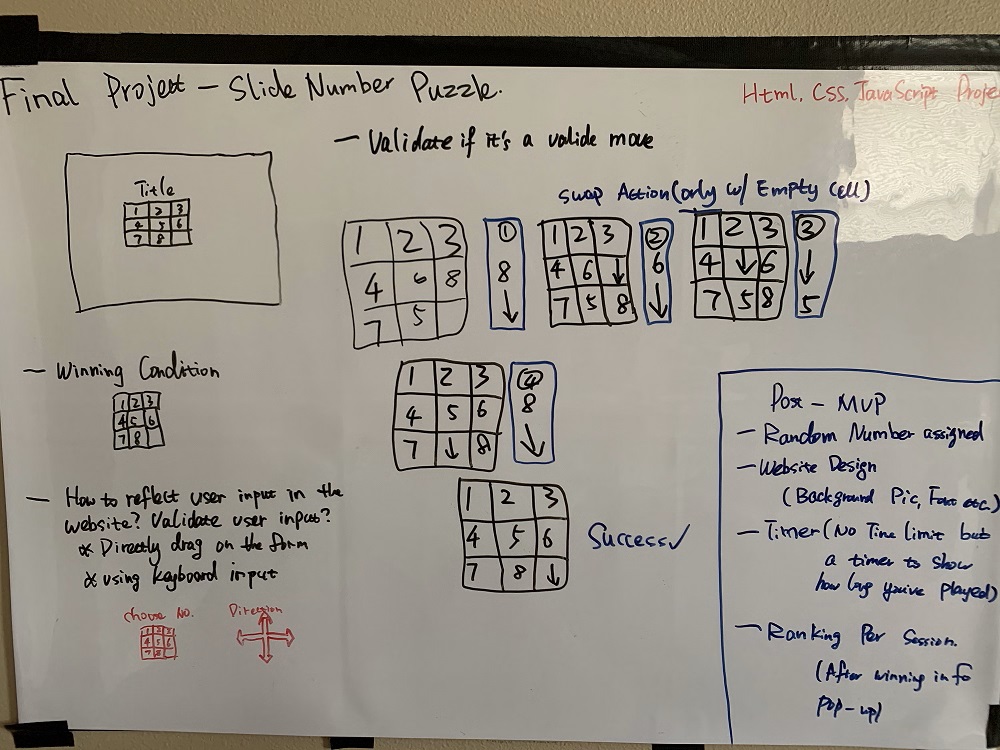 Final Project - Slide Number Puzzle.
Html, CSS, JavaScript Proje
Title
1 2 3
4 5 6
7 8
- Validate if it's a valide move
Swap Action (only w/ Empty Cell)
1 2 3
4 6 8
7 5
① 8 ↓
1 2 3
4 6 ↓
7 5 8
② 6 ↓
1 2 3
4 ↓ 6
7 5 8
③ ↓ 5
1 2 3
4 5 6
7 ↓ 8
④ 8 ↓
1 2 3
4 5 6
7 8 ↓
Success✓
- Winning Condition
1 2 3
4 5 6
7 8
- How to reflect user input in the
website? Validate user input?
* Directly drag on the form
* using keyboard input
choose No.
1 2 3
4 5 6
7 8
Direction
Post - MVP
- Random Number assigned
- Website Design
(Background Pic, Font etc.)
- Timer (No Time limit but
a timer to show
how long you've played)
- Ranking Per Session.
(After winning info
pop-up)